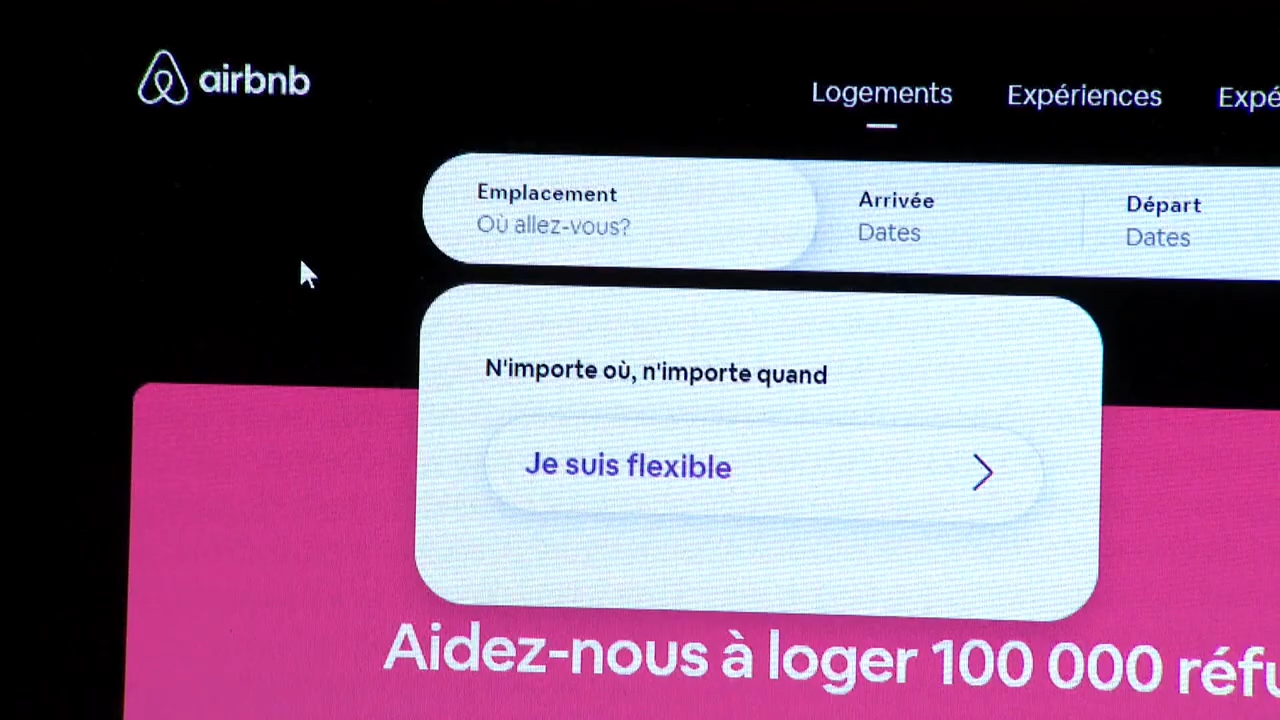 airbnb
Logements Expériences
Emplacement Arrivée Départ
Où allez-vous? Dates Dates
N'importe où, n'importe quand
Je suis flexible
Aidez-nous à loger 100 000